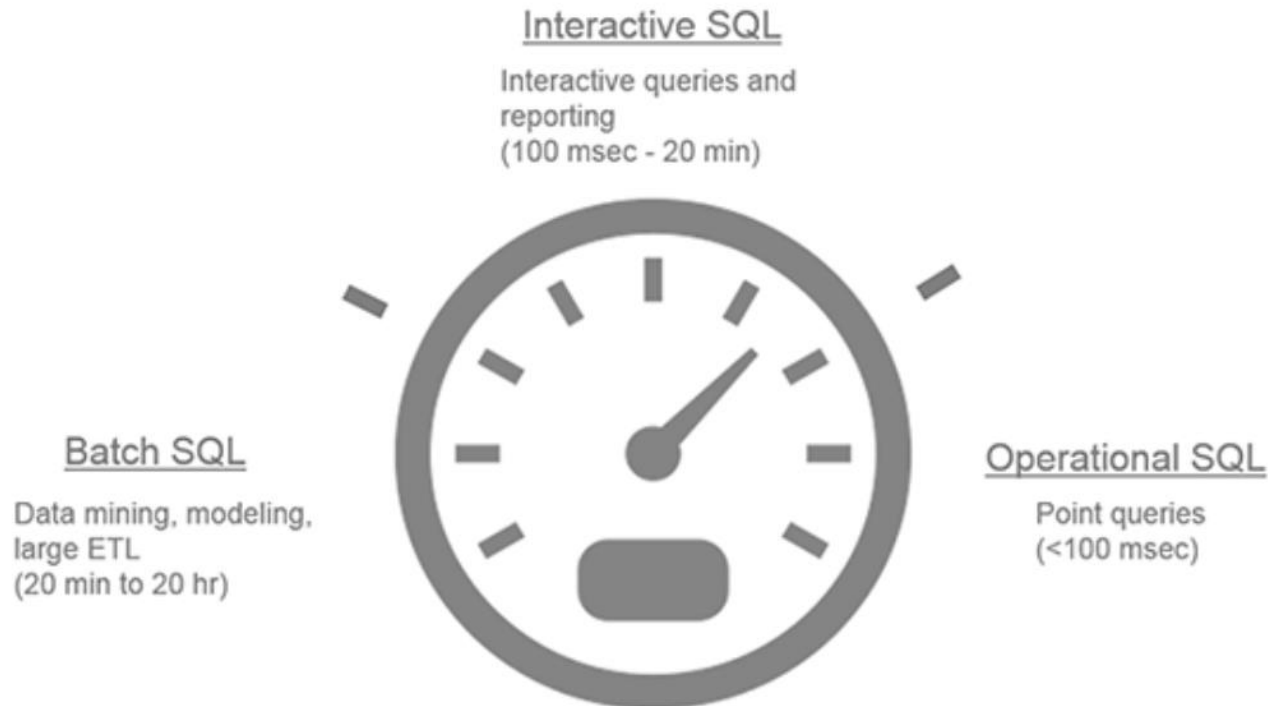 Interactive SQL
Interactive queries and
reporting
(100 msec - 20 min)
Batch SQL
Data mining, modeling,
large ETL
(20 min to 20 hr)
Operational SQL
Point queries
(<100 msec)